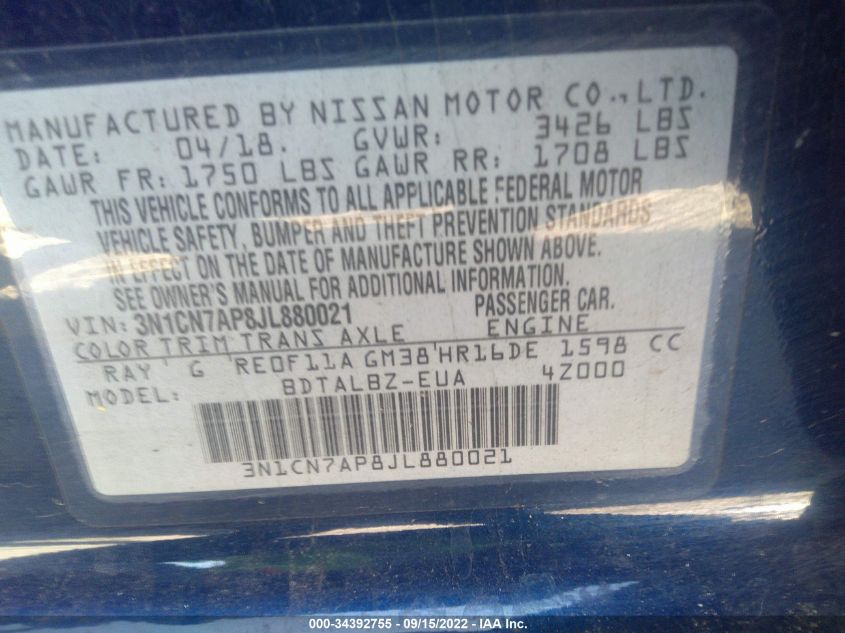 MANUFACTURED BY NISSAN MOTOR CO., LTD.
DATE: 04/18. GVWR: 3426 LBS
GAWR FR: 1750 LBS GAWR RR: 1708 LBS
THIS VEHICLE CONFORMS TO ALL APPLICABLE FEDERAL MOTOR
VEHICLE SAFETY, BUMPER AND THEFT PREVENTION STANDARDS
IN EFFECT ON THE DATE OF MANUFACTURE SHOWN ABOVE.
SEE OWNER'S MANUAL FOR ADDITIONAL INFORMATION.
VIN: 3N1CN7AP8JL880021 PASSENGER CAR.
COLOR TRIM TRANS AXLE ENGINE
RAY G RE0F11A GM38 HR16DE 1598 CC
MODEL: BDTALBZ-EUA 4Z000
3N1CN7AP8JL880021
000-34392755 - 09/15/2022 - IAA Inc.